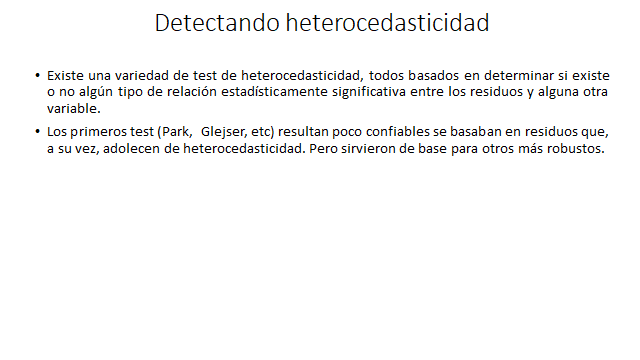 Detectando heterocedasticidad
• Existe una variedad de test de heterocedasticidad, todos basados en determinar si existe
o no algún tipo de relación estadísticamente significativa entre los residuos y alguna otra
variable.
• Los primeros test (Park, Glejser, etc) resultan poco confiables se basaban en residuos que,
a su vez, adolecen de heterocedasticidad. Pero sirvieron de base para otros más robustos.